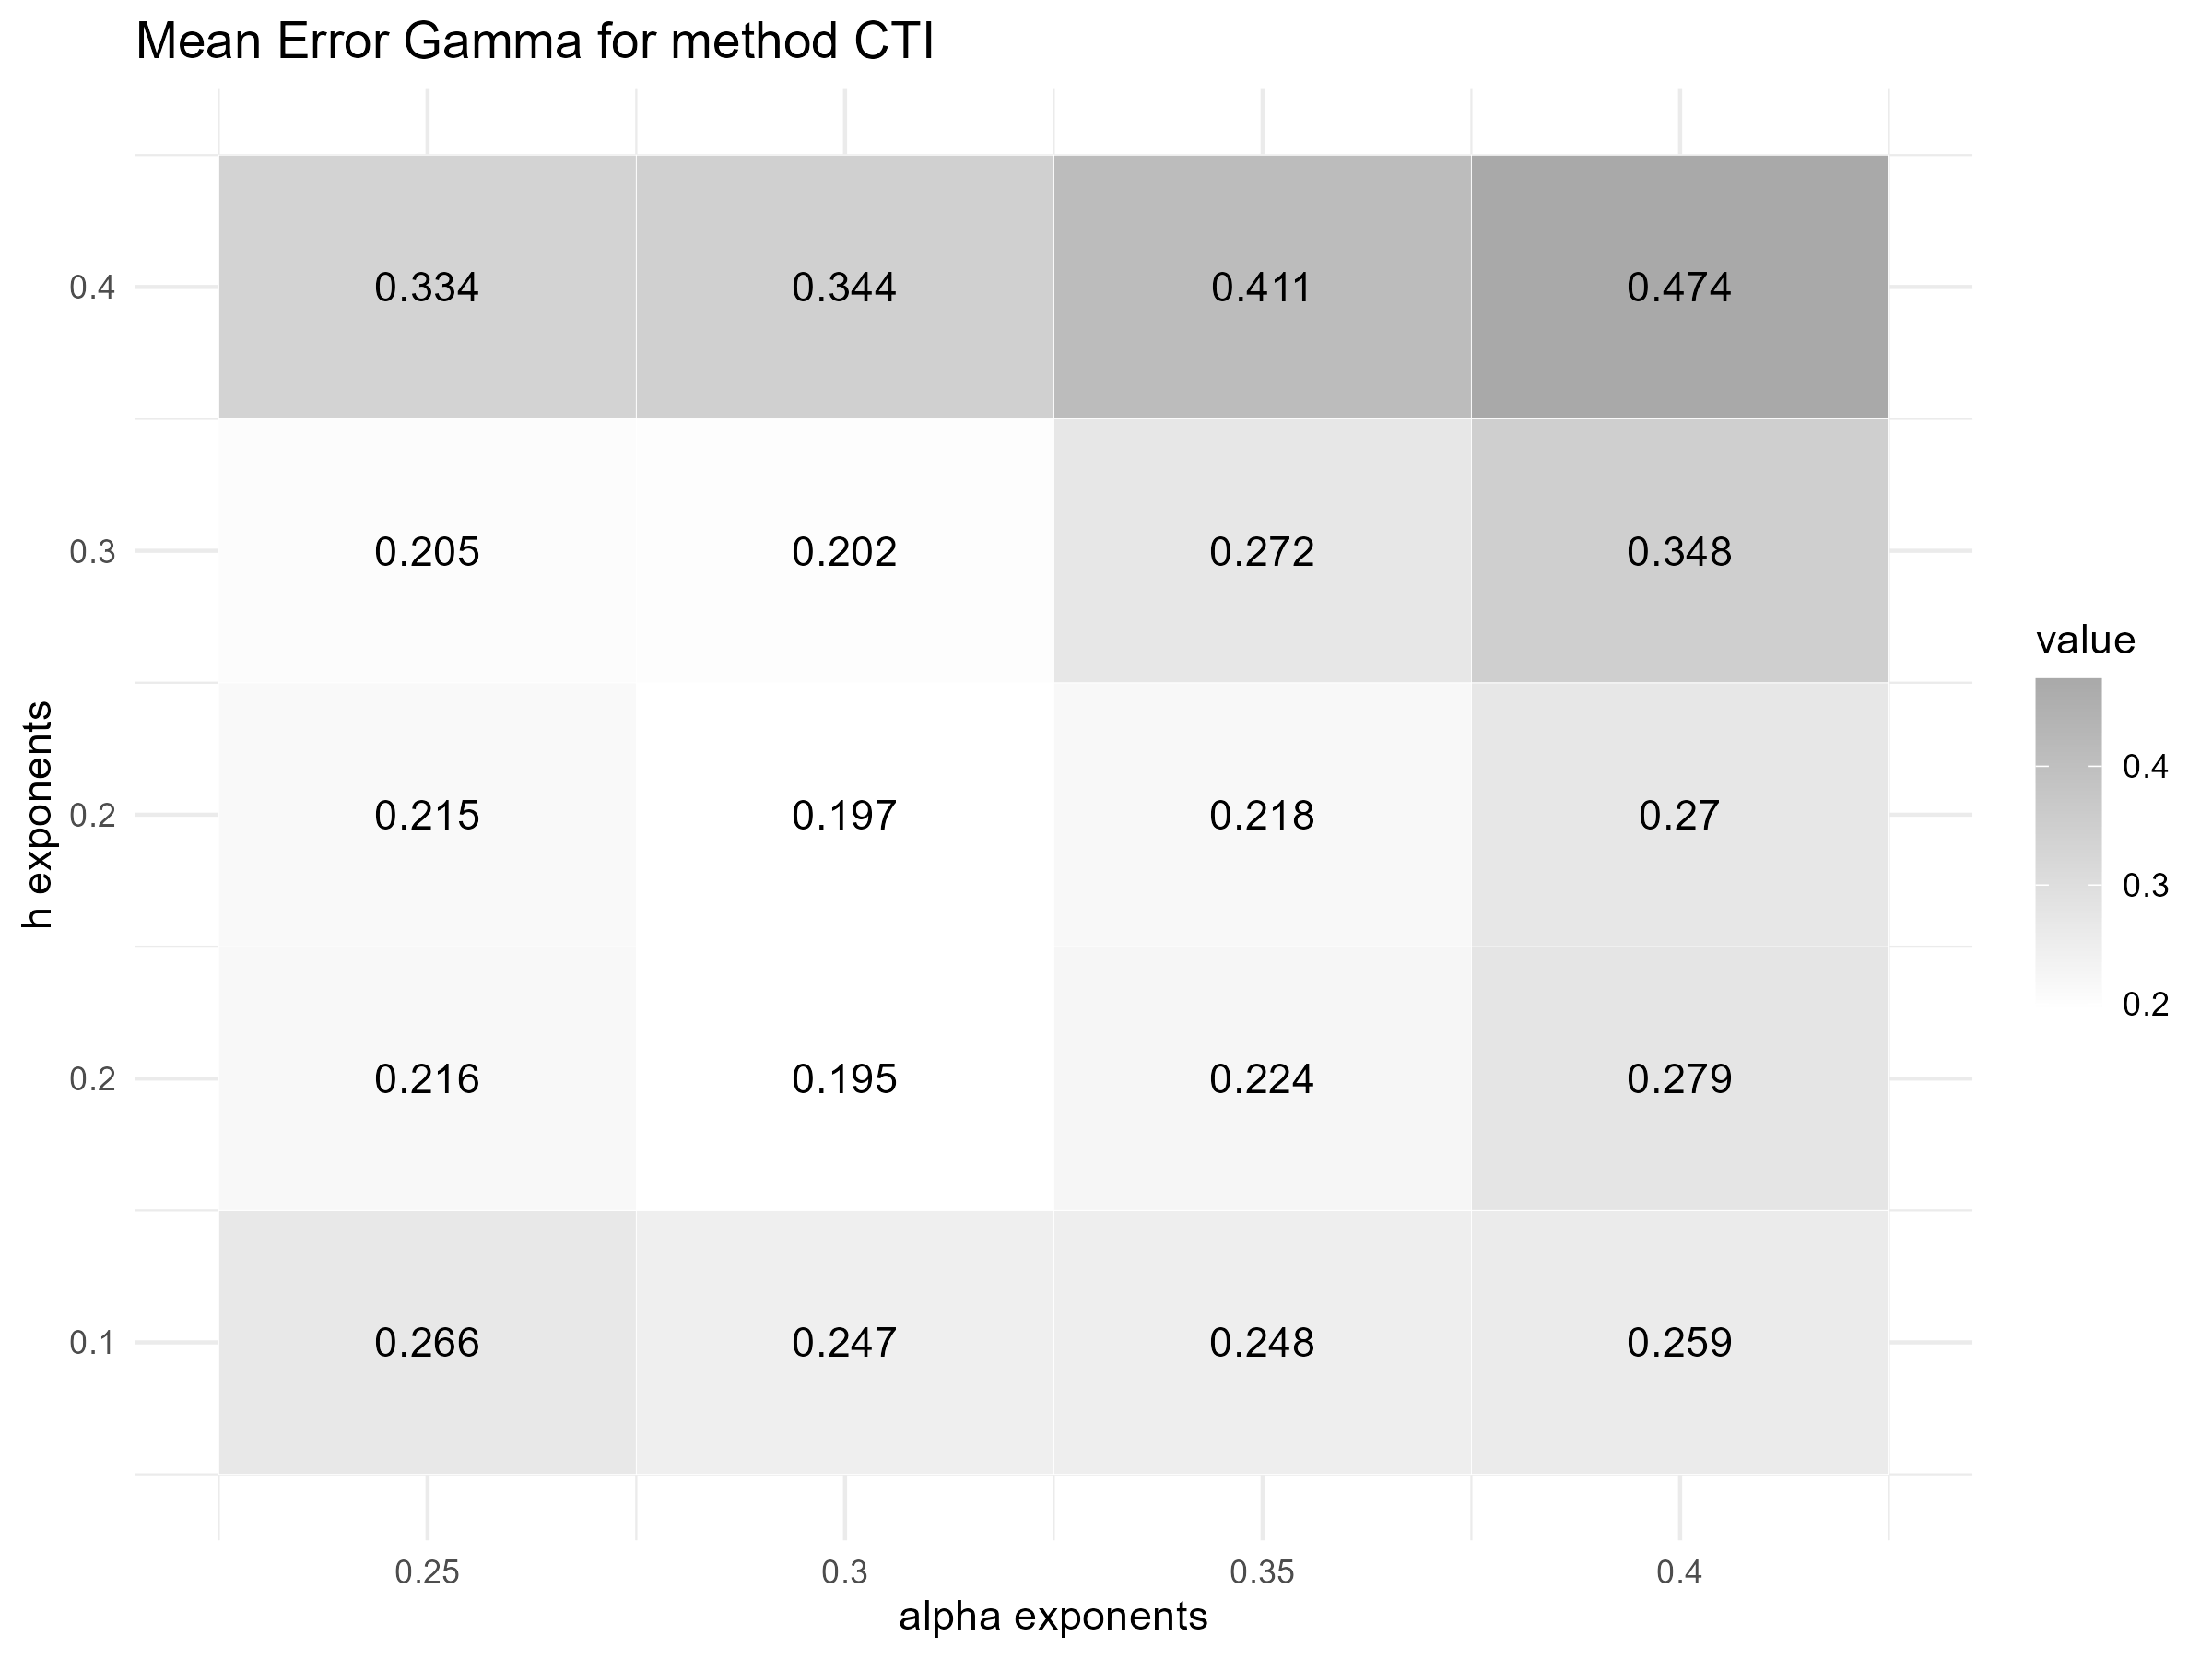 Mean Error Gamma for method CTI
0.4 0.334 0.344 0.411 0.474
0.3 0.205 0.202 0.272 0.348
0.2 0.215 0.197 0.218 0.27
0.2 0.216 0.195 0.224 0.279
0.1 0.266 0.247 0.248 0.259
0.25 0.3 0.35 0.4
alpha exponents
h exponents
value
0.4
0.3
0.2